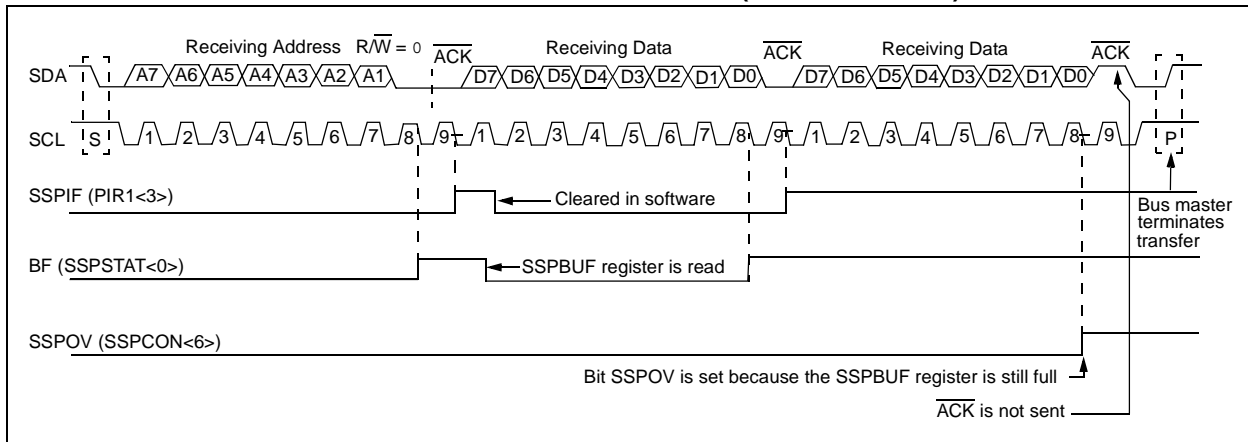 Receiving Address R/W = 0 ACK Receiving Data ACK Receiving Data ACK
SDA A7 A6 A5 A4 A3 A2 A1 D7 D6 D5 D4 D3 D2 D1 D0 D7 D6 D5 D4 D3 D2 D1 D0
SCL S 1 2 3 4 5 6 7 8 9 1 2 3 4 5 6 7 8 9 1 2 3 4 5 6 7 8 9 P
SSPIF (PIR1<3>) Cleared in software
Bus master
terminates
transfer
BF (SSPSTAT<0>) SSPBUF register is read
SSPOV (SSPCON<6>)
Bit SSPOV is set because the SSPBUF register is still full
ACK is not sent